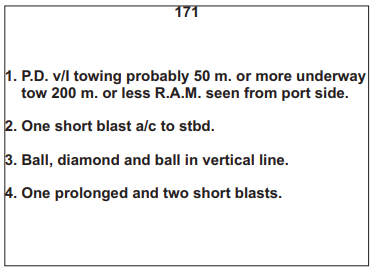 171
1. P.D. v/l towing probably 50 m. or more underway
tow 200 m. or less R.A.M. seen from port side.
2. One short blast a/c to stbd.
3. Ball, diamond and ball in vertical line.
4. One prolonged and two short blasts.